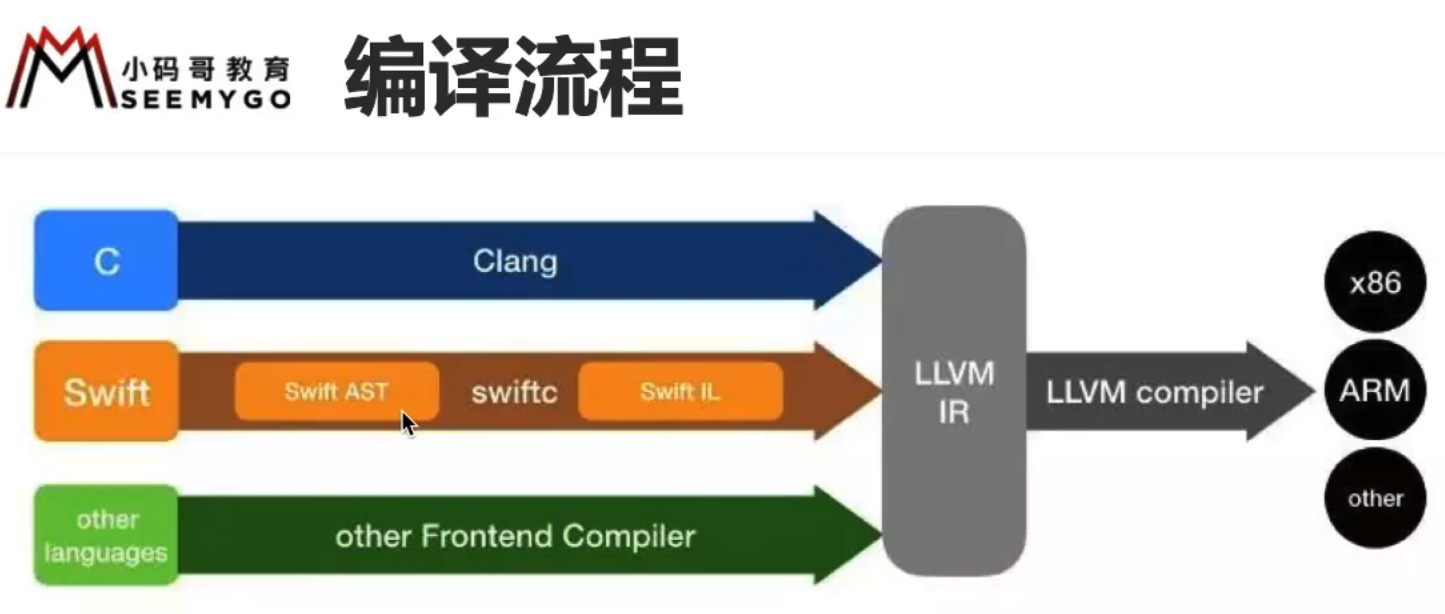 小码哥教育
SEEMYGO
编译流程
C
Clang
Swift
Swift AST
swiftc
Swift IL
other
languages
other Frontend Compiler
LLVM
IR
LLVM compiler
x86
ARM
other